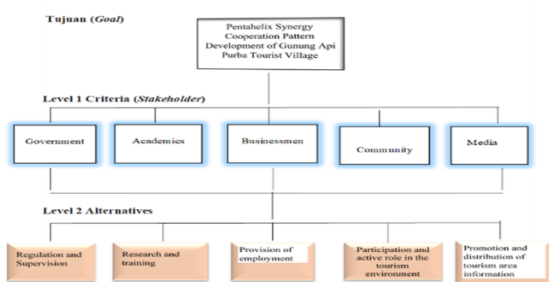 Tujuan (Goal)
Pentahelix Synergy
Cooperation Pattern
Development of Gunung Api
Purba Tourist Village
Level 1 Criteria (Stakeholder)
Government
Academics
Businessmen
Community
Media
Level 2 Alternatives
Regulation and
Supervision
Research and
training
Provision of
employment
Participation and
active role in the
tourism
environment
Promotion and
distribution of
tourism area
information